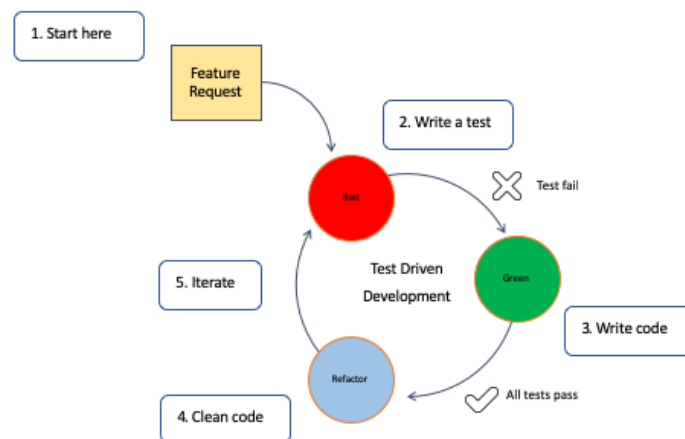 1. Start here
Feature
Request
2. Write a test
Red
Test fail
Test Driven
Development
Green
5. Iterate
3. Write code
Refactor
All tests pass
4. Clean code